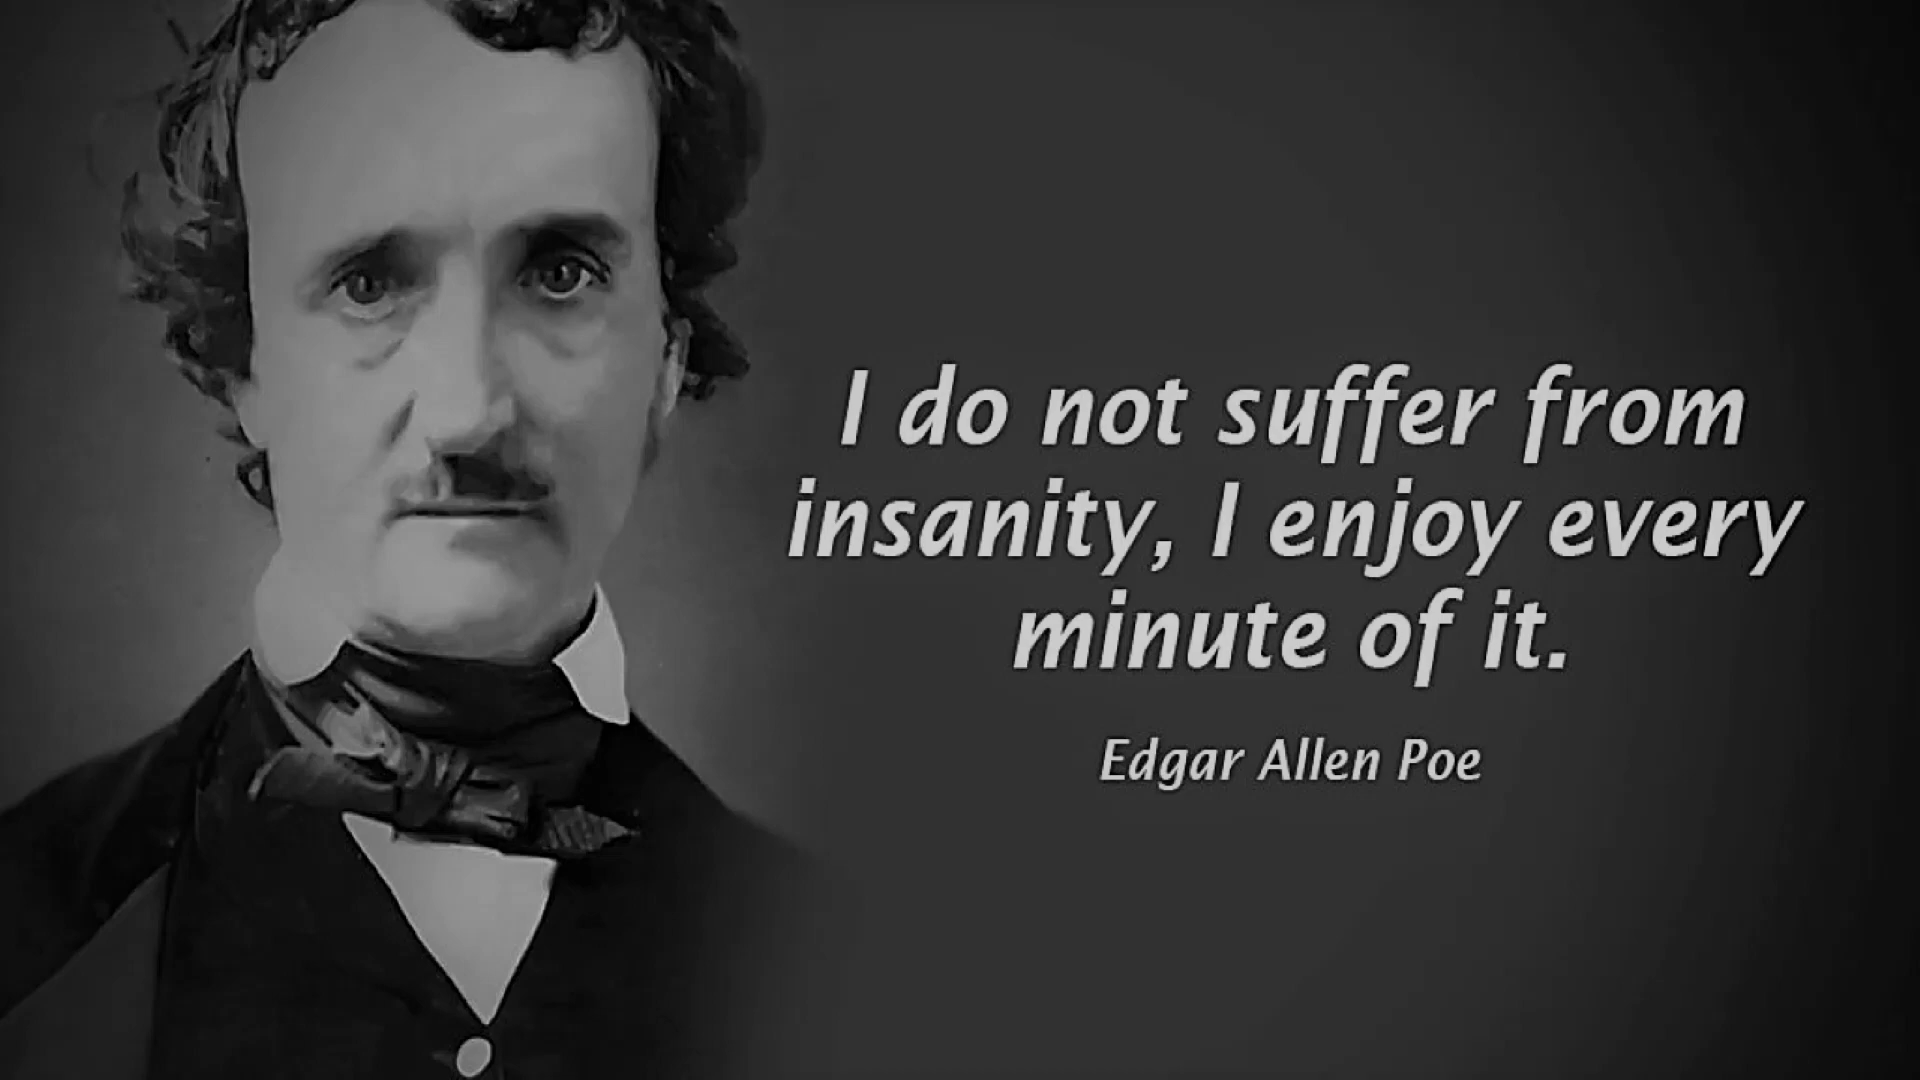 I do not suffer from
insanity, I enjoy every
minute of it.
Edgar Allen Poe